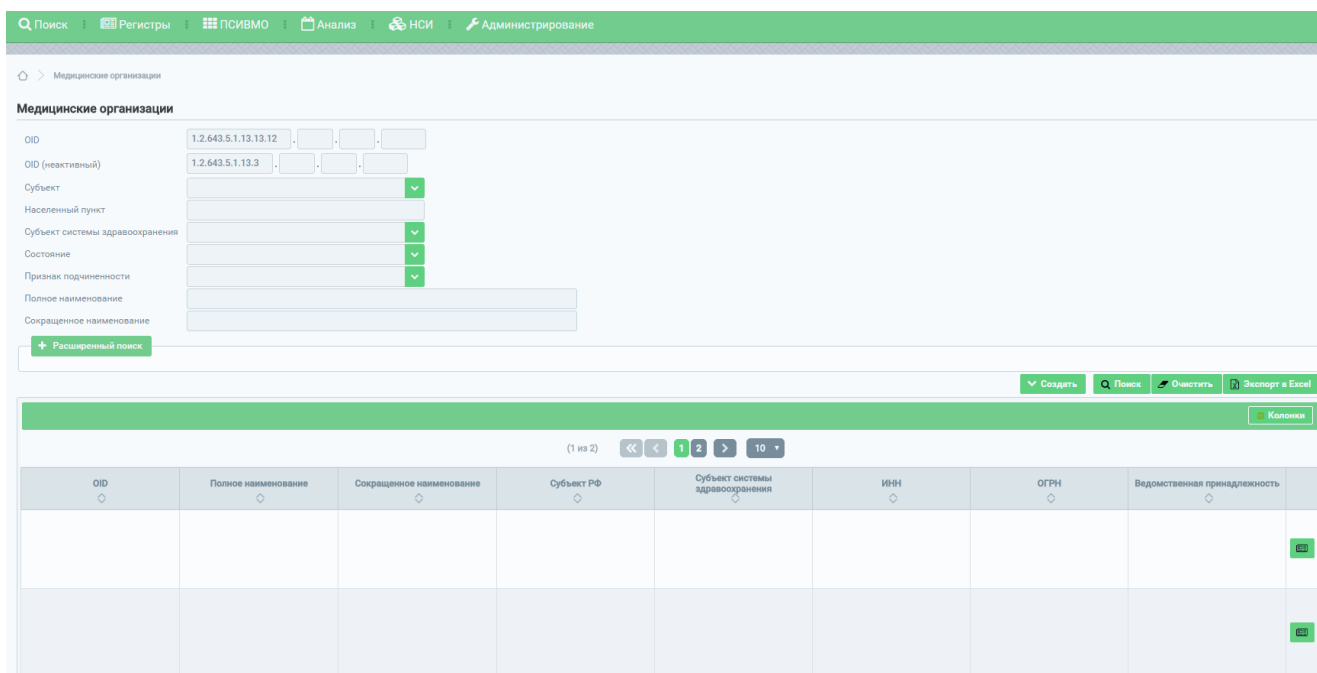 Поиск Регистры ПСИВМО Анализ НСИ Администрирование
Медицинские организации
Медицинские организации
OID 1.2.643.5.1.13.13.12 . . .
OID (неактивный) 1.2.643.5.1.13.3 . . .
Субъект
Населенный пункт
Субъект системы здравоохранения
Состояние
Признак подчиненности
Полное наименование
Сокращенное наименование
+ Расширенный поиск
Создать Поиск Очистить Экспорт в Excel
Колонки
(1 из 2) 1 2 10
OID Полное наименование Сокращенное наименование Субъект РФ Субъект системы здравоохранения ИНН ОГРН Ведомственная принадлежность